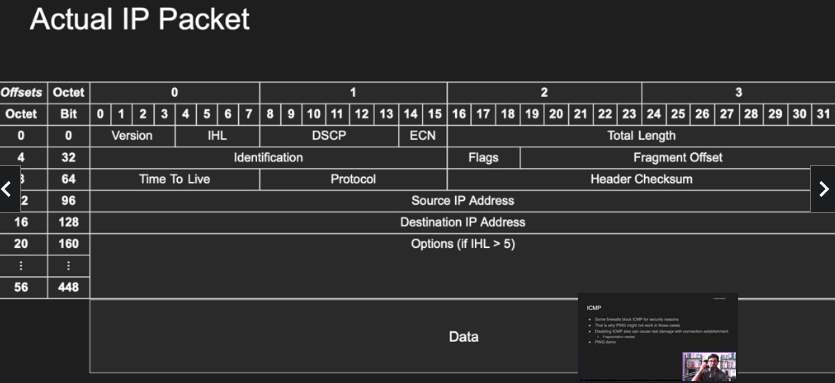 Actual IP Packet
Offsets Octet 0 1 2 3
Octet Bit 0 1 2 3 4 5 6 7 8 9 10 11 12 13 14 15 16 17 18 19 20 21 22 23 24 25 26 27 28 29 30 31
0 0 Version IHL DSCP ECN Total Length
4 32 Identification Flags Fragment Offset
64 Time To Live Protocol Header Checksum
2 96 Source IP Address
16 128 Destination IP Address
20 160 Options (if IHL > 5)
⋮ ⋮
56 448
Data
ICMP
Some firewalls block ICMP for security reasons
That is why PING might not work in those cases
Disabling ICMP also can cause real damage with connection establishment
Fragmentation needed
PING demo